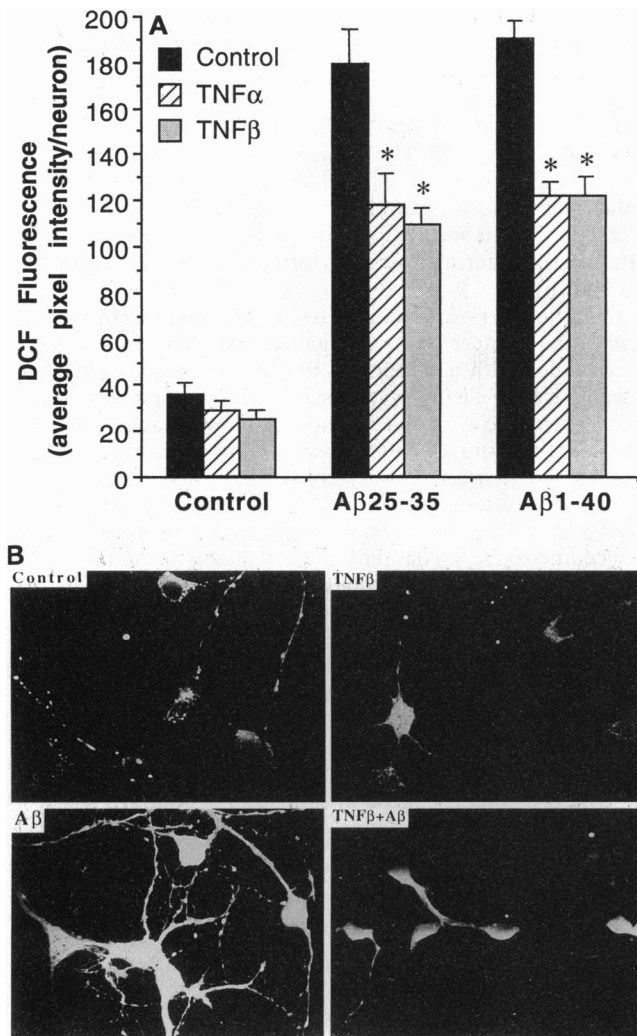 A
200
180
160
140
120
100
80
60
40
20
0
DCF Fluorescence
(average pixel intensity/neuron)
Control
TNFα
TNFβ
* *
* *
Control Aβ25-35 Aβ1-40
B
Control TNFβ
Aβ TNFβ+Aβ